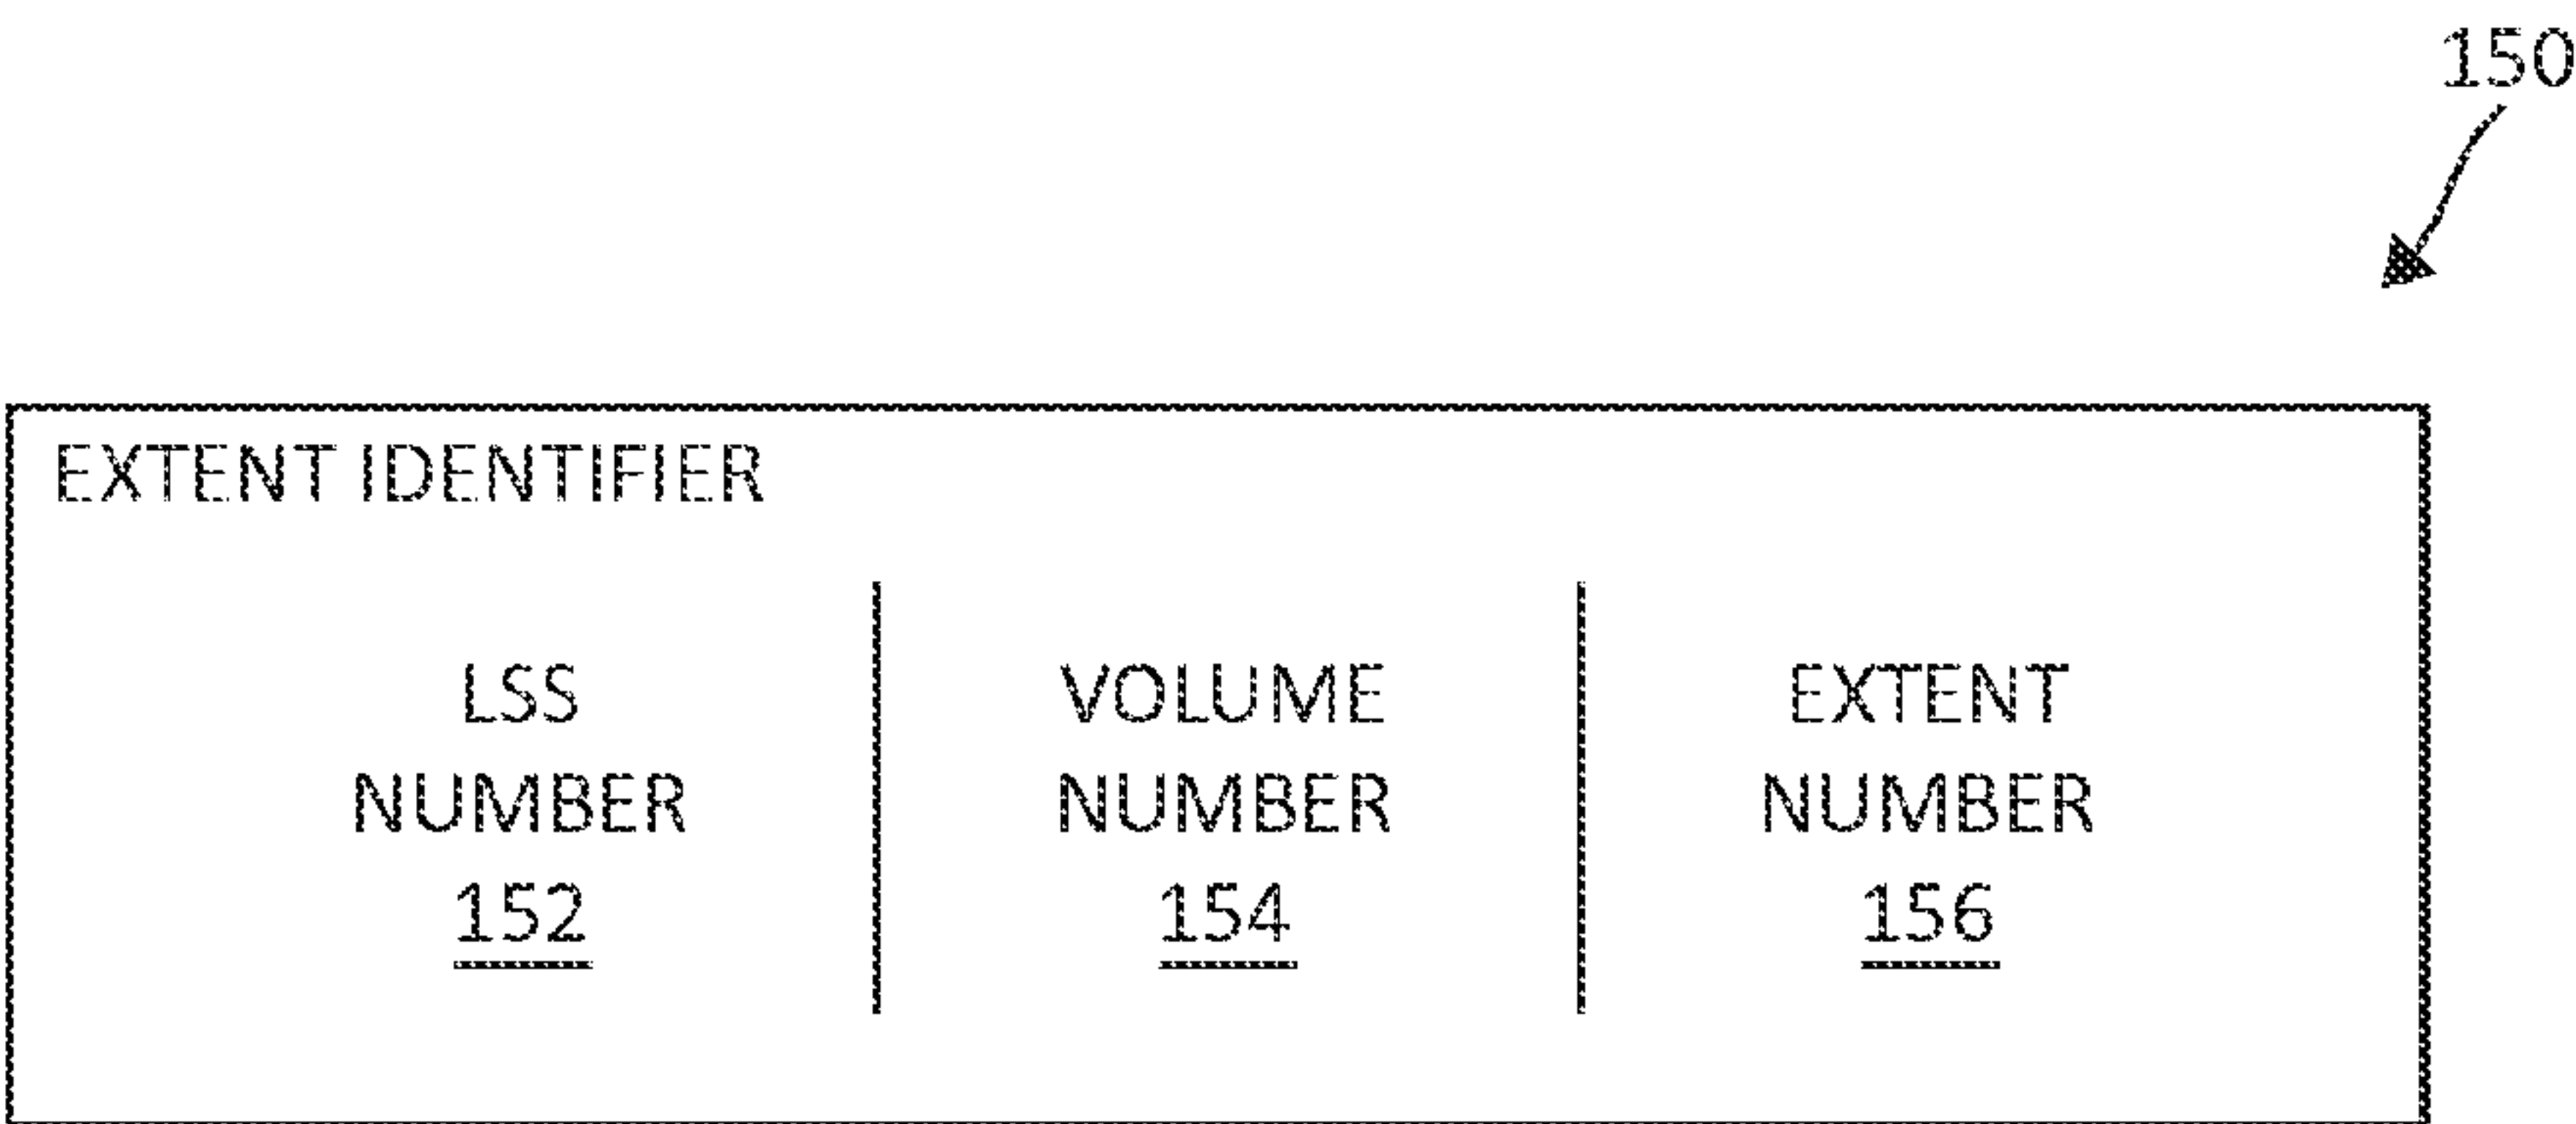 150
EXTENT IDENTIFIER
LSS
NUMBER
152
VOLUME
NUMBER
154
EXTENT
NUMBER
156